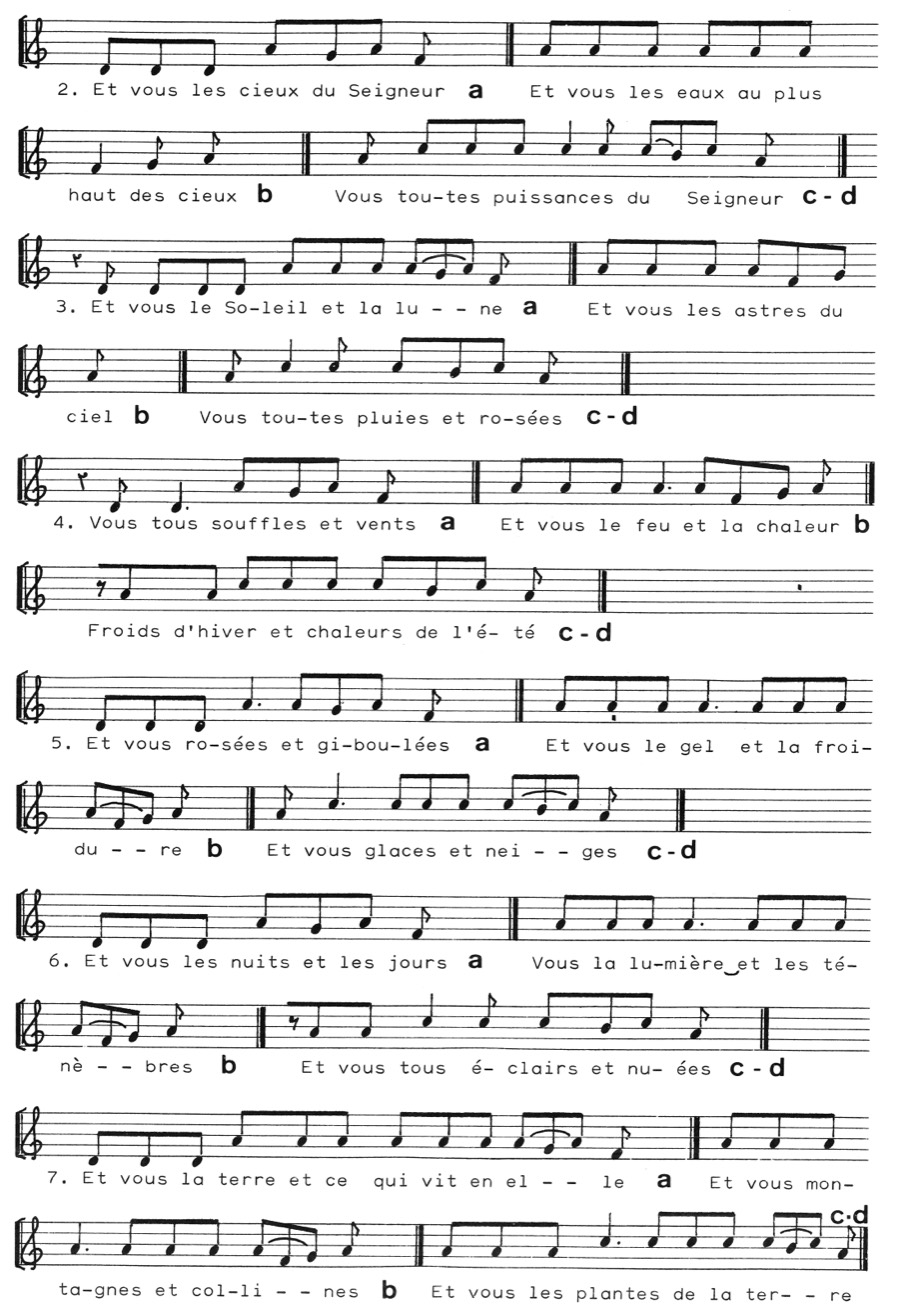 2. Et vous les cieux du Seigneur a Et vous les eaux au plus
haut des cieux b Vous tou-tes puissances du Seigneur c - d
3. Et vous le So-leil et la lu - - ne a Et vous les astres du
ciel b Vous tou-tes pluies et ro-sées c - d
4. Vous tous souffles et vents a Et vous le feu et la chaleur b
Froids d'hiver et chaleurs de l'é- té c - d
5. Et vous ro-sées et gi-bou-lées a Et vous le gel et la froi-
du - - re b Et vous glaces et nei - - ges c - d
6. Et vous les nuits et les jours a Vous la lu-mière‿et les té-
nè - - bres b Et vous tous é- clairs et nu- ées c - d
7. Et vous la terre et ce qui vit en el - - le a Et vous mon-
c·d
ta-gnes et col-li - - nes b Et vous les plantes de la ter- - re